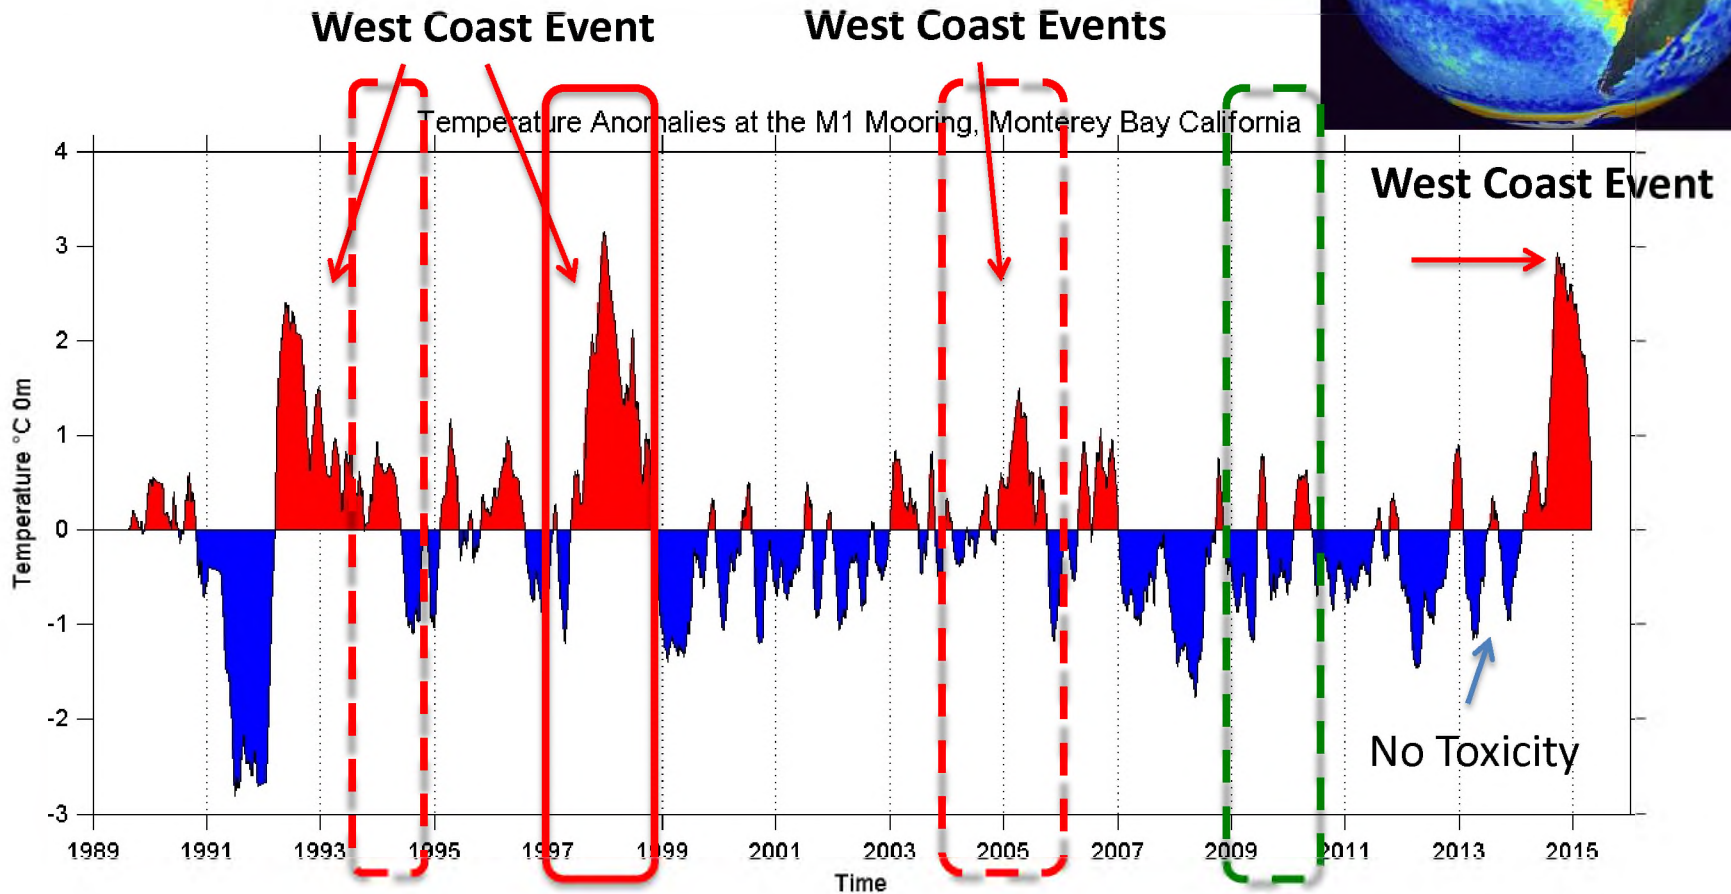 West Coast Event
West Coast Events
Temperature Anomalies at the M1 Mooring, Monterey Bay California
West Coast Event
No Toxicity
Temperature °C 0m
4
3
2
1
0
-1
-2
-3
1989 1991 1993 1995 1997 1999 2001 2003 2005 2007 2009 2011 2013 2015
Time